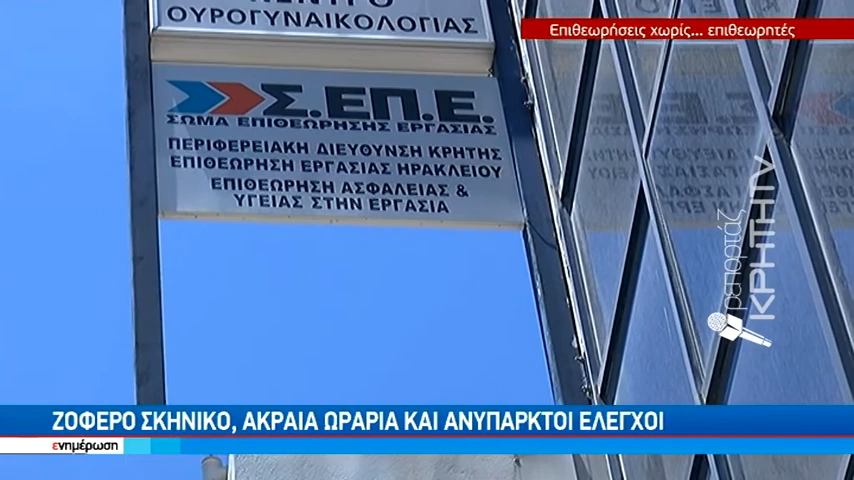 ΟΥΡΟΓΥΝΑΙΚΟΛΟΓΙΑΣ
Επιθεωρήσεις χωρίς... επιθεωρητές
Σ.ΕΠ.Ε.
ΣΩΜΑ ΕΠΙΘΕΩΡΗΣΗΣ ΕΡΓΑΣΙΑΣ
ΠΕΡΙΦΕΡΕΙΑΚΗ ΔΙΕΥΘΥΝΣΗ ΚΡΗΤΗΣ
ΕΠΙΘΕΩΡΗΣΗ ΕΡΓΑΣΙΑΣ ΗΡΑΚΛΕΙΟΥ
ΕΠΙΘΕΩΡΗΣΗ ΑΣΦΑΛΕΙΑΣ &
ΥΓΕΙΑΣ ΣΤΗΝ ΕΡΓΑΣΙΑ
ρεπορτάζ
ΚΡΗΤΗTV
ΖΟΦΕΡΟ ΣΚΗΝΙΚΟ, ΑΚΡΑΙΑ ΩΡΑΡΙΑ ΚΑΙ ΑΝΥΠΑΡΚΤΟΙ ΕΛΕΓΧΟΙ
ενημέρωση